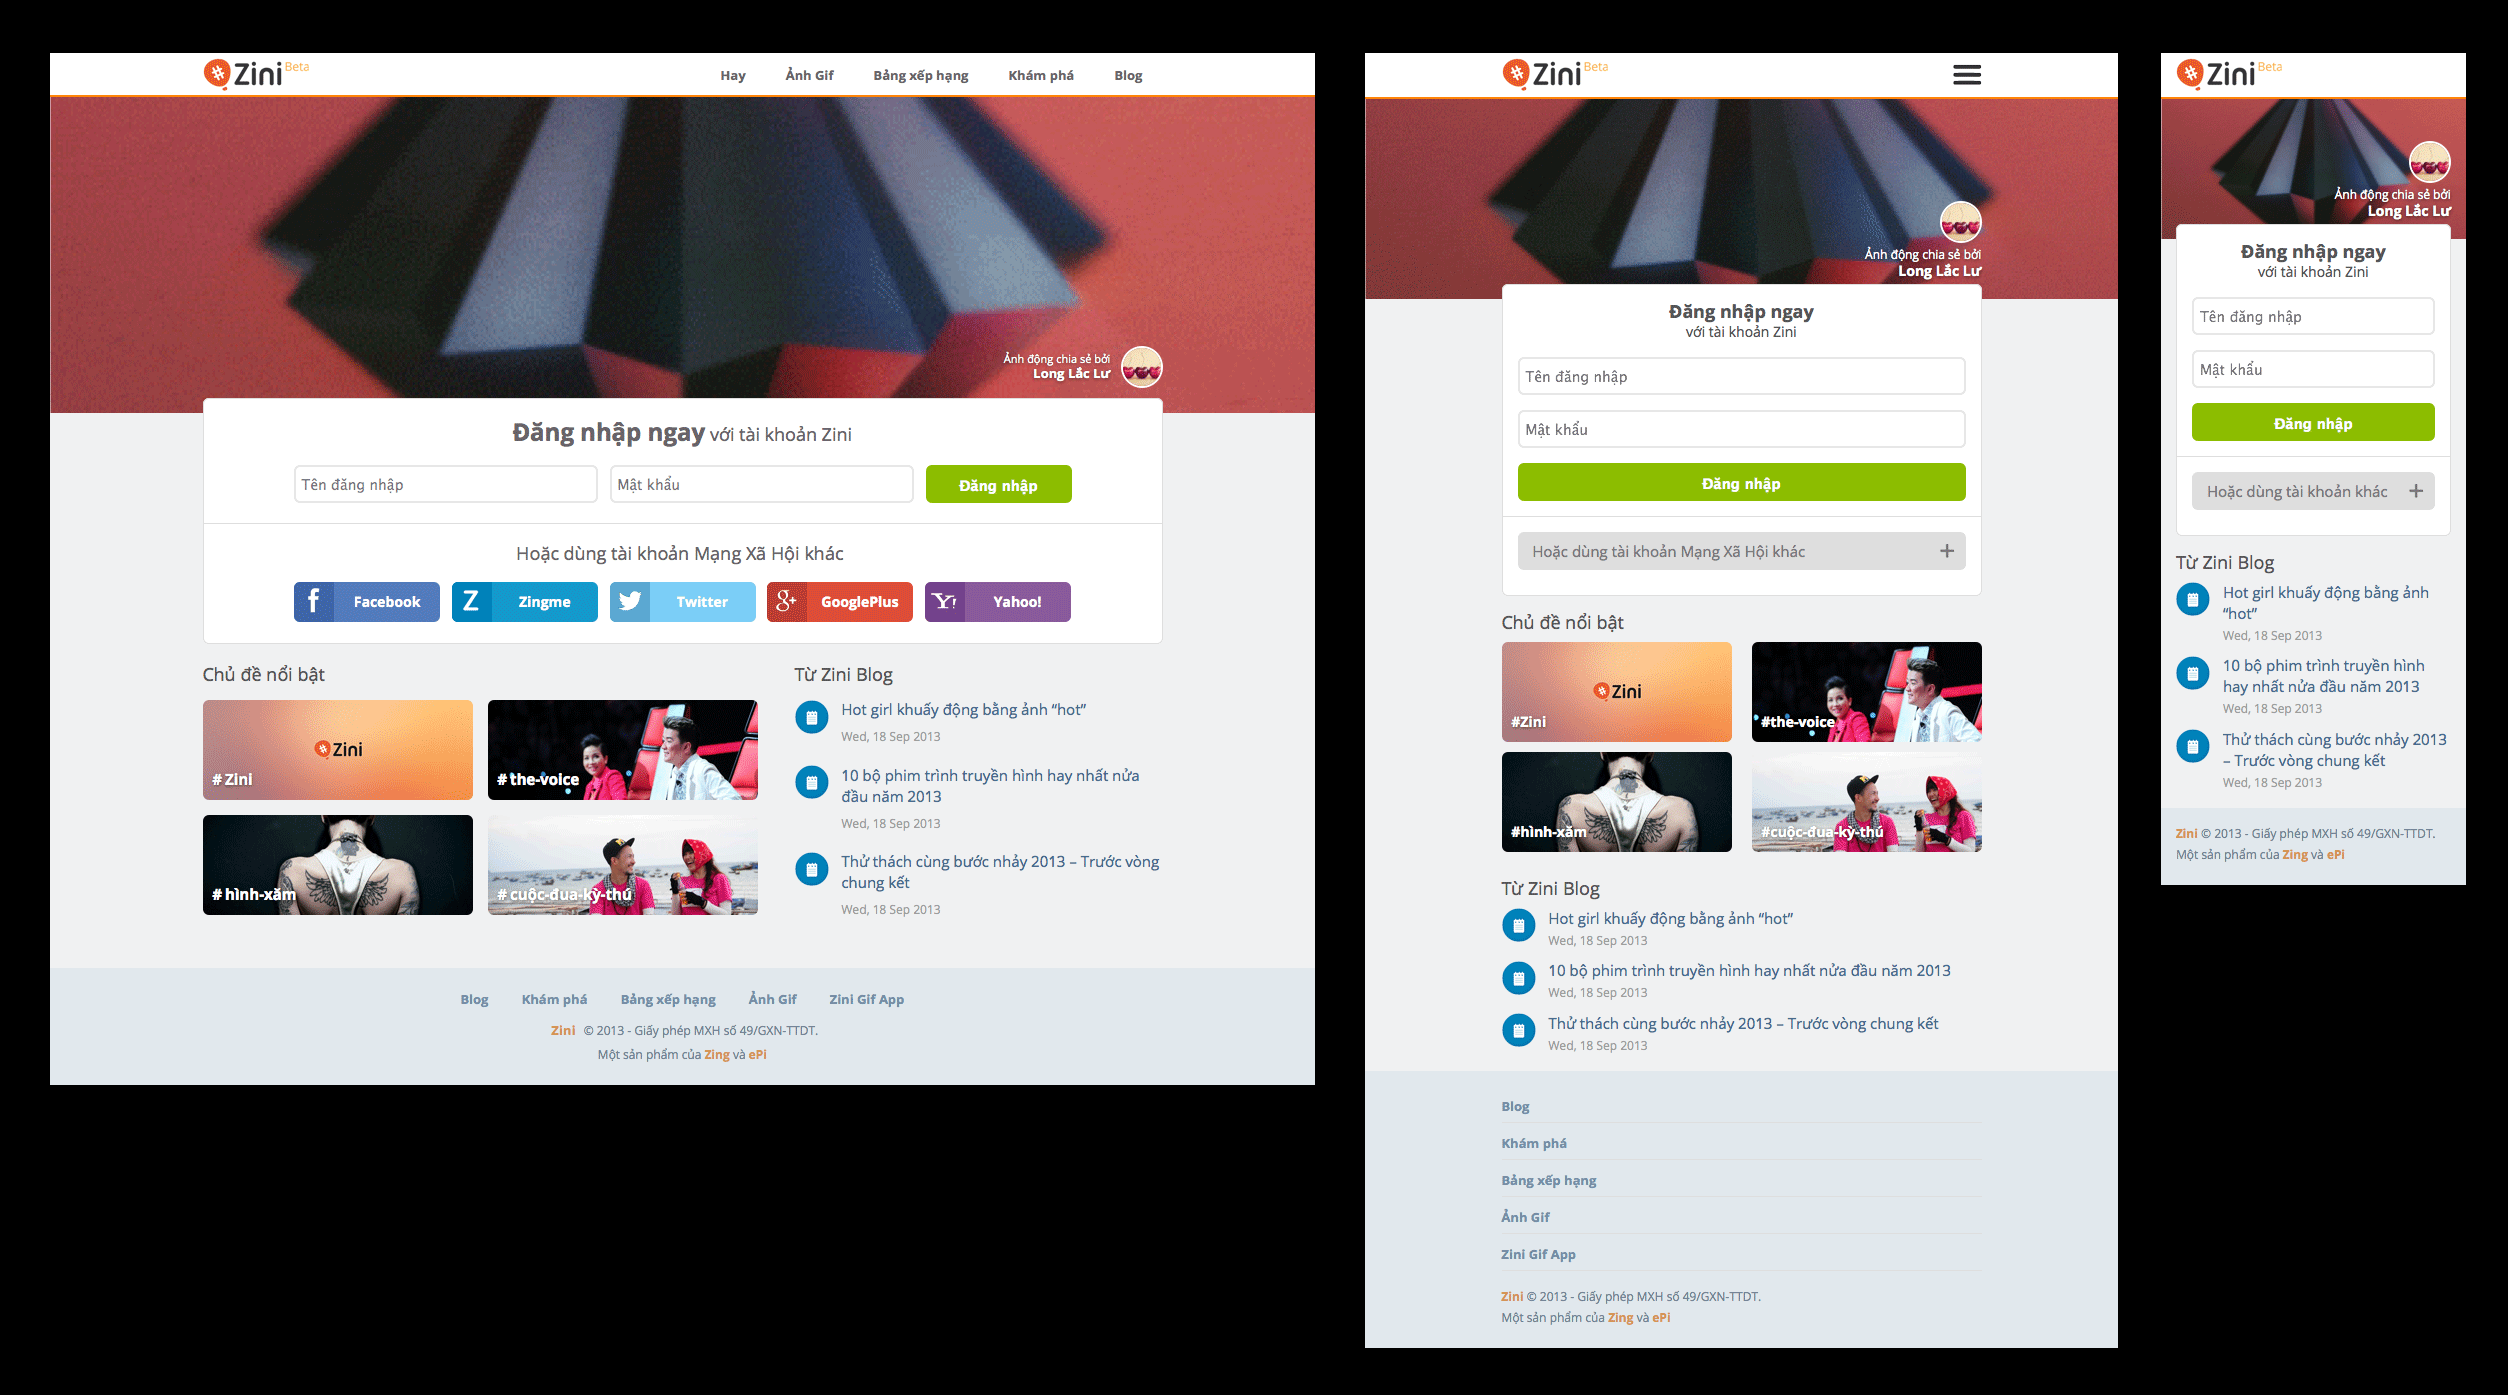 Zini Beta
Hay Ảnh Gif Bảng xếp hạng Khám phá Blog
Ảnh động chia sẻ bởi
Long Lắc Lư
Đăng nhập ngay với tài khoản Zini
Tên đăng nhập Mật khẩu Đăng nhập
Hoặc dùng tài khoản Mạng Xã Hội khác
f Facebook Z Zingme Twitter g+ GooglePlus Y! Yahoo!
Chủ đề nổi bật
Zini
# Zini
# the-voice
# hình-xăm
# cuộc-đua-kỳ-thú
Từ Zini Blog
Hot girl khuấy động bằng ảnh “hot”
Wed, 18 Sep 2013
10 bộ phim trình truyền hình hay nhất nửa
đầu năm 2013
Wed, 18 Sep 2013
Thử thách cùng bước nhảy 2013 – Trước vòng
chung kết
Wed, 18 Sep 2013
Blog Khám phá Bảng xếp hạng Ảnh Gif Zini Gif App
Zini © 2013 - Giấy phép MXH số 49/GXN-TTDT.
Một sản phẩm của Zing và ePi
Zini Beta
Ảnh động chia sẻ bởi
Long Lắc Lư
Đăng nhập ngay
với tài khoản Zini
Tên đăng nhập
Mật khẩu
Đăng nhập
Hoặc dùng tài khoản Mạng Xã Hội khác +
Chủ đề nổi bật
Zini
#Zini
#the-voice
#hình-xăm
#cuộc-đua-kỳ-thú
Từ Zini Blog
Hot girl khuấy động bằng ảnh “hot”
Wed, 18 Sep 2013
10 bộ phim trình truyền hình hay nhất nửa đầu năm 2013
Wed, 18 Sep 2013
Thử thách cùng bước nhảy 2013 – Trước vòng chung kết
Wed, 18 Sep 2013
Blog
Khám phá
Bảng xếp hạng
Ảnh Gif
Zini Gif App
Zini © 2013 - Giấy phép MXH số 49/GXN-TTDT.
Một sản phẩm của Zing và ePi
Zini Beta
Ảnh động chia sẻ bởi
Long Lắc Lư
Đăng nhập ngay
với tài khoản Zini
Tên đăng nhập
Mật khẩu
Đăng nhập
Hoặc dùng tài khoản khác +
Từ Zini Blog
Hot girl khuấy động bằng ảnh
“hot”
Wed, 18 Sep 2013
10 bộ phim trình truyền hình
hay nhất nửa đầu năm 2013
Wed, 18 Sep 2013
Thử thách cùng bước nhảy 2013
– Trước vòng chung kết
Wed, 18 Sep 2013
Zini © 2013 - Giấy phép MXH số 49/GXN-TTDT.
Một sản phẩm của Zing và ePi